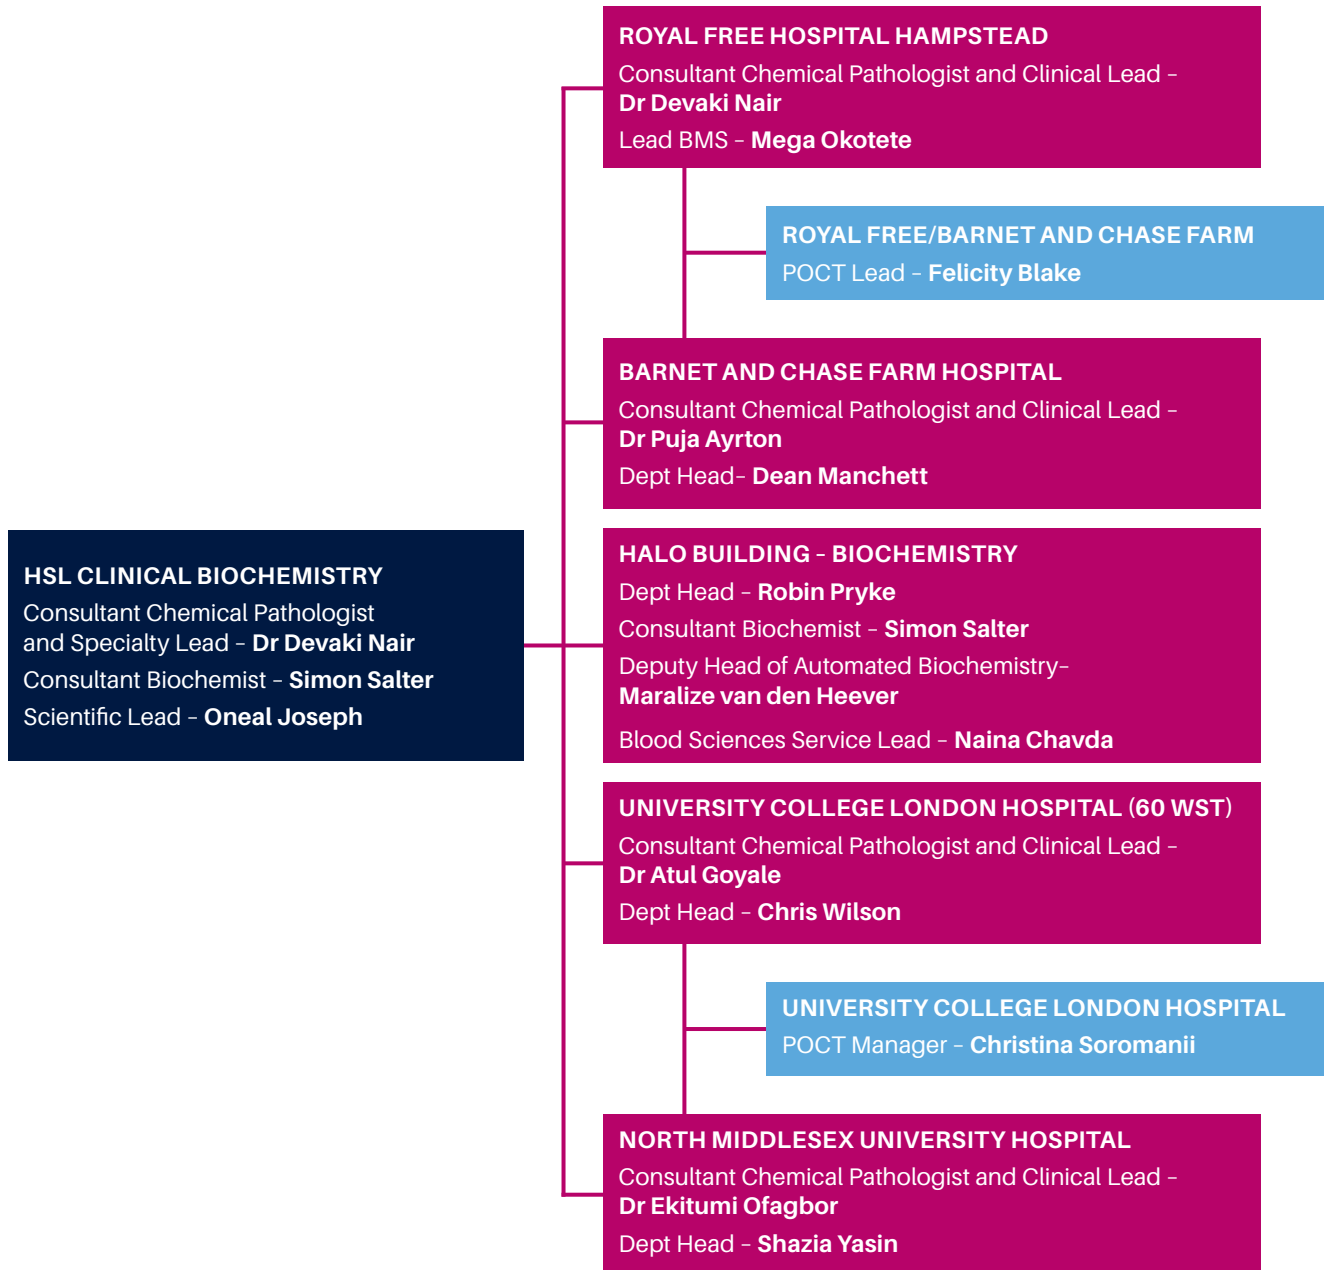 ROYAL FREE HOSPITAL HAMPSTEAD
Consultant Chemical Pathologist and Clinical Lead –
Dr Devaki Nair
Lead BMS – Mega Okotete
ROYAL FREE/BARNET AND CHASE FARM
POCT Lead – Felicity Blake
BARNET AND CHASE FARM HOSPITAL
Consultant Chemical Pathologist and Clinical Lead –
Dr Puja Ayrton
Dept Head– Dean Manchett
HSL CLINICAL BIOCHEMISTRY
Consultant Chemical Pathologist
and Specialty Lead – Dr Devaki Nair
Consultant Biochemist – Simon Salter
Scientific Lead – Oneal Joseph
HALO BUILDING – BIOCHEMISTRY
Dept Head – Robin Pryke
Consultant Biochemist – Simon Salter
Deputy Head of Automated Biochemistry–
Maralize van den Heever
Blood Sciences Service Lead – Naina Chavda
UNIVERSITY COLLEGE LONDON HOSPITAL (60 WST)
Consultant Chemical Pathologist and Clinical Lead –
Dr Atul Goyale
Dept Head – Chris Wilson
UNIVERSITY COLLEGE LONDON HOSPITAL
POCT Manager – Christina Soromanii
NORTH MIDDLESEX UNIVERSITY HOSPITAL
Consultant Chemical Pathologist and Clinical Lead –
Dr Ekitumi Ofagbor
Dept Head – Shazia Yasin